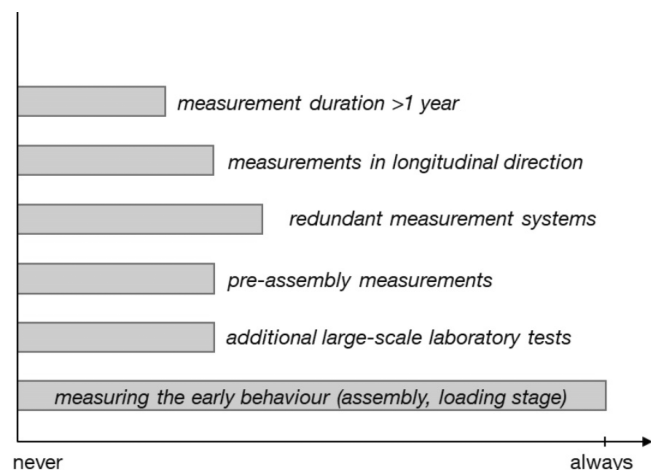 measurement duration >1 year
measurements in longitudinal direction
redundant measurement systems
pre-assembly measurements
additional large-scale laboratory tests
measuring the early behaviour (assembly, loading stage)
never always